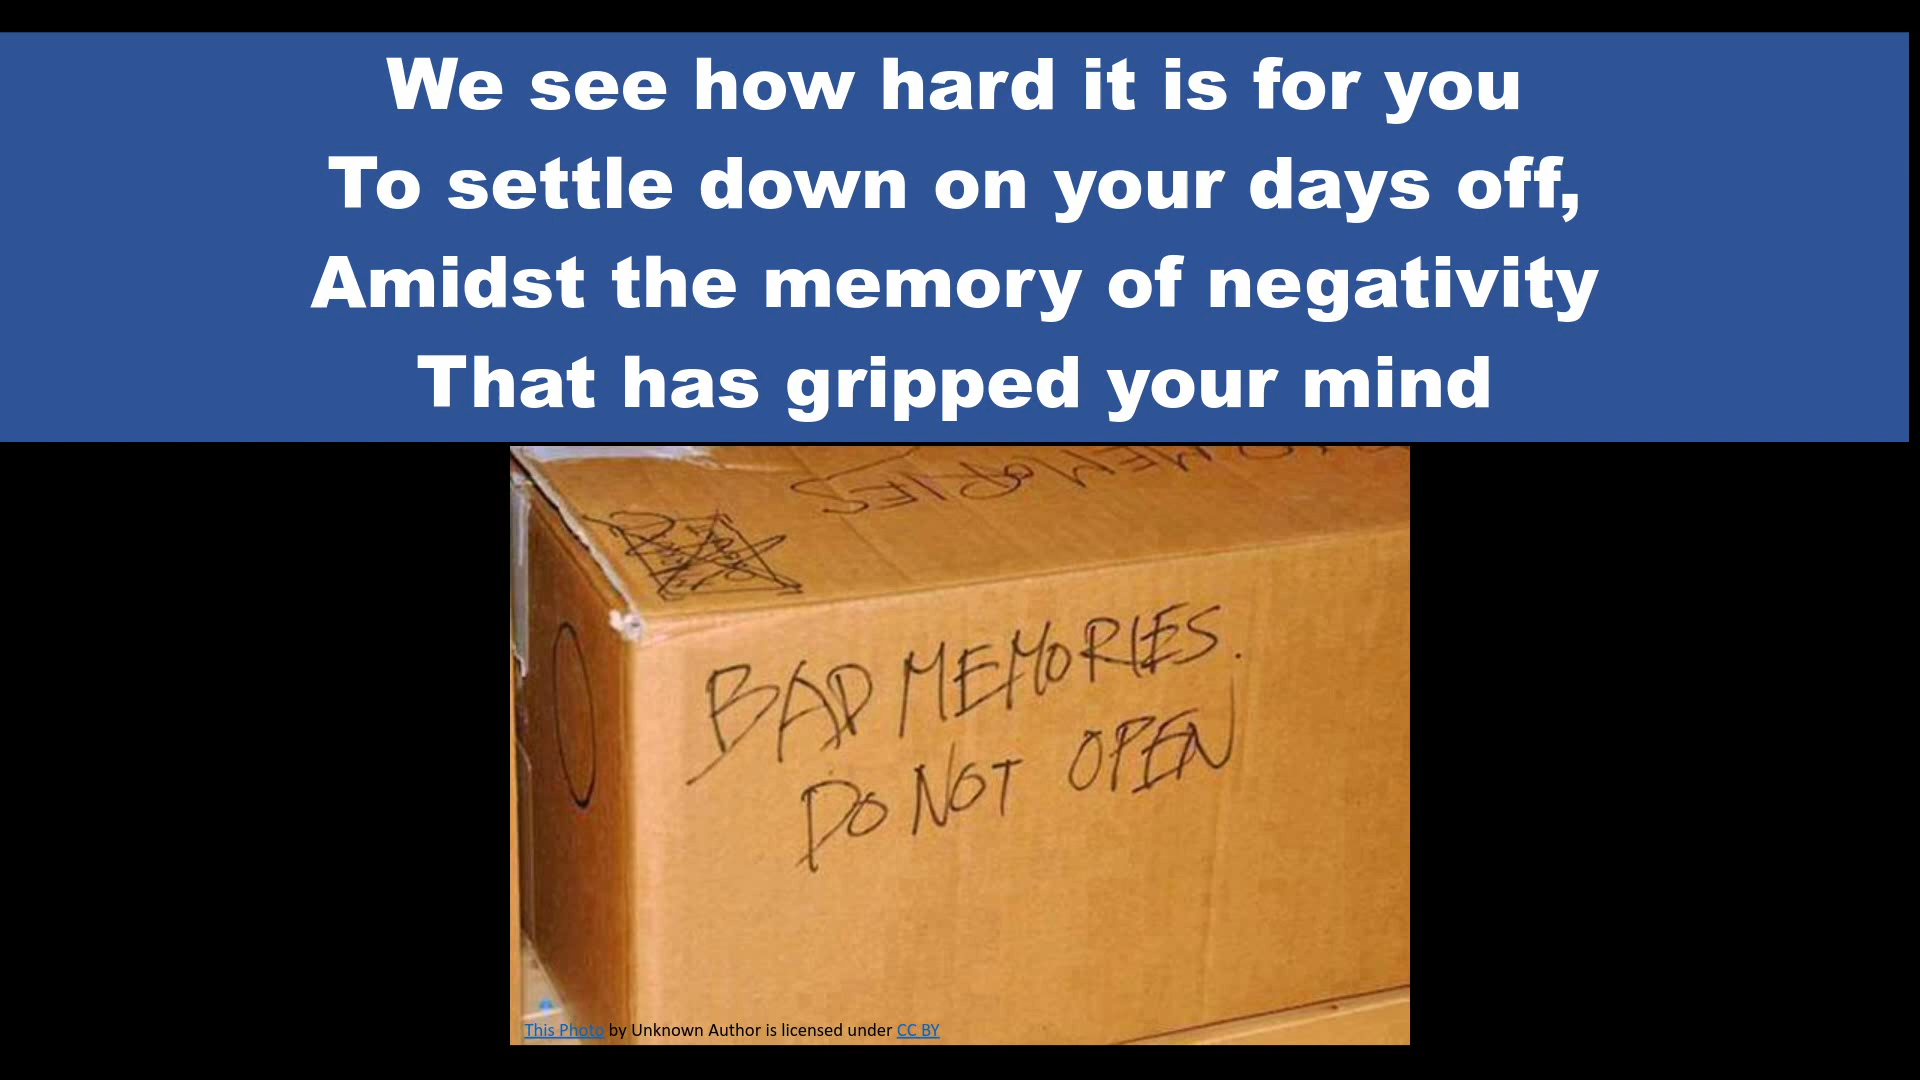 We see how hard it is for you
To settle down on your days off,
Amidst the memory of negativity
That has gripped your mind
MEMORIES
BAD MEMORIES.
DO NOT OPEN
This Photo by Unknown Author is licensed under CC BY